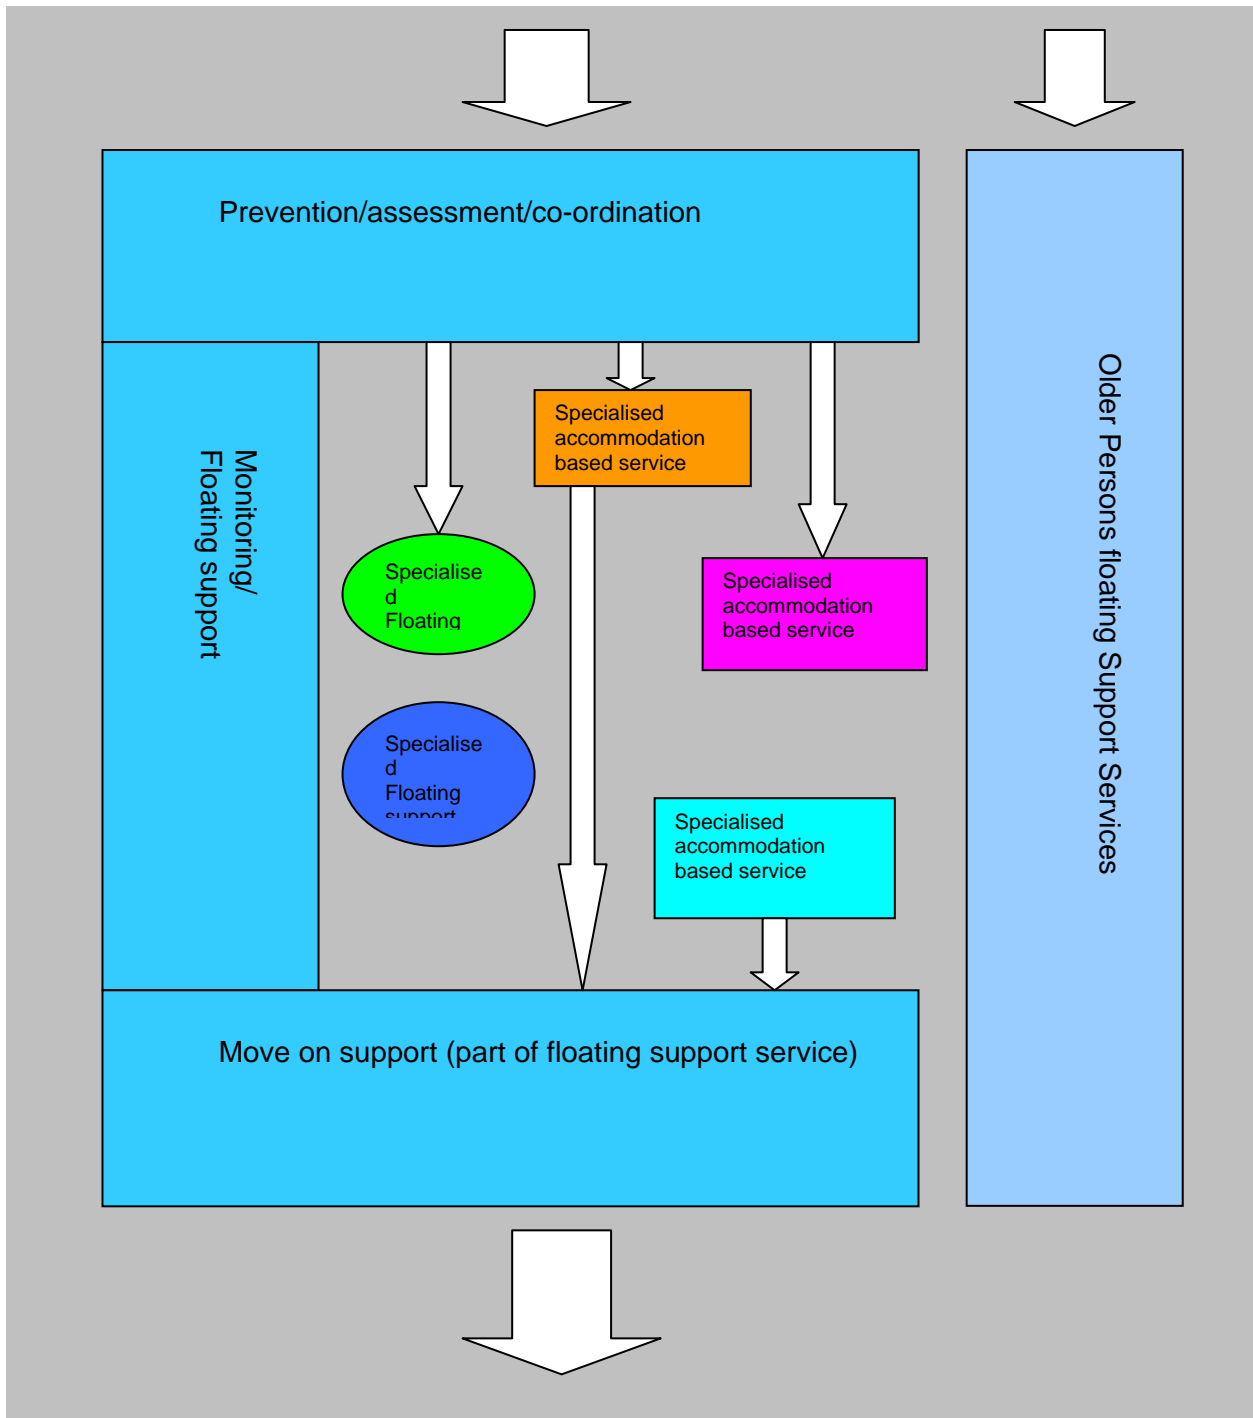 Prevention/assessment/co-ordination
Monitoring/
Floating support
Specialised
accommodation
based service
Specialise
d
Floating
Specialised
accommodation
based service
Specialise
d
Floating
support
Specialised
accommodation
based service
Older Persons floating Support Services
Move on support (part of floating support service)